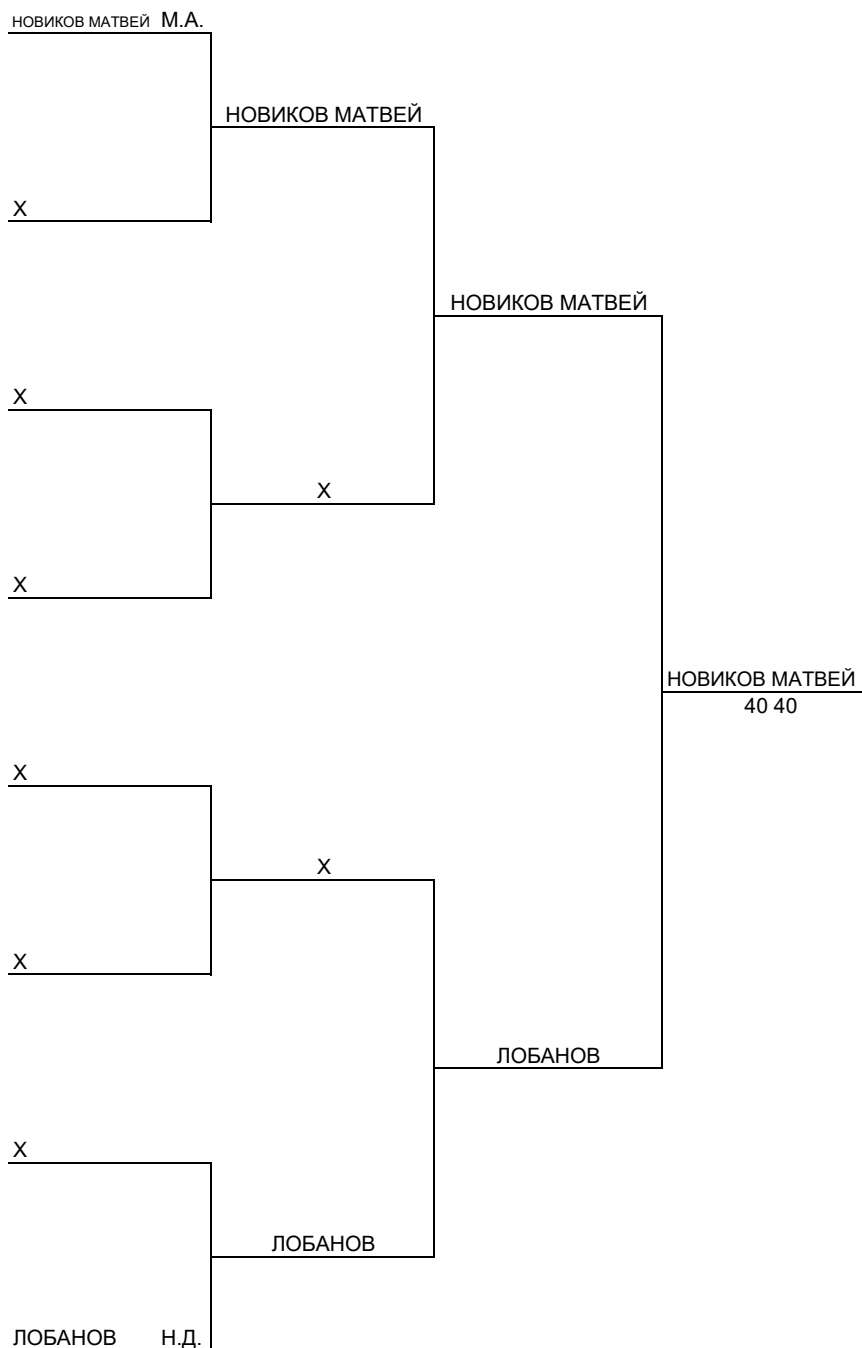 НОВИКОВ МАТВЕЙ М.А.
НОВИКОВ МАТВЕЙ
Х
НОВИКОВ МАТВЕЙ
Х
Х
Х
НОВИКОВ МАТВЕЙ
40 40
Х
Х
Х
ЛОБАНОВ
Х
ЛОБАНОВ
ЛОБАНОВ Н.Д.